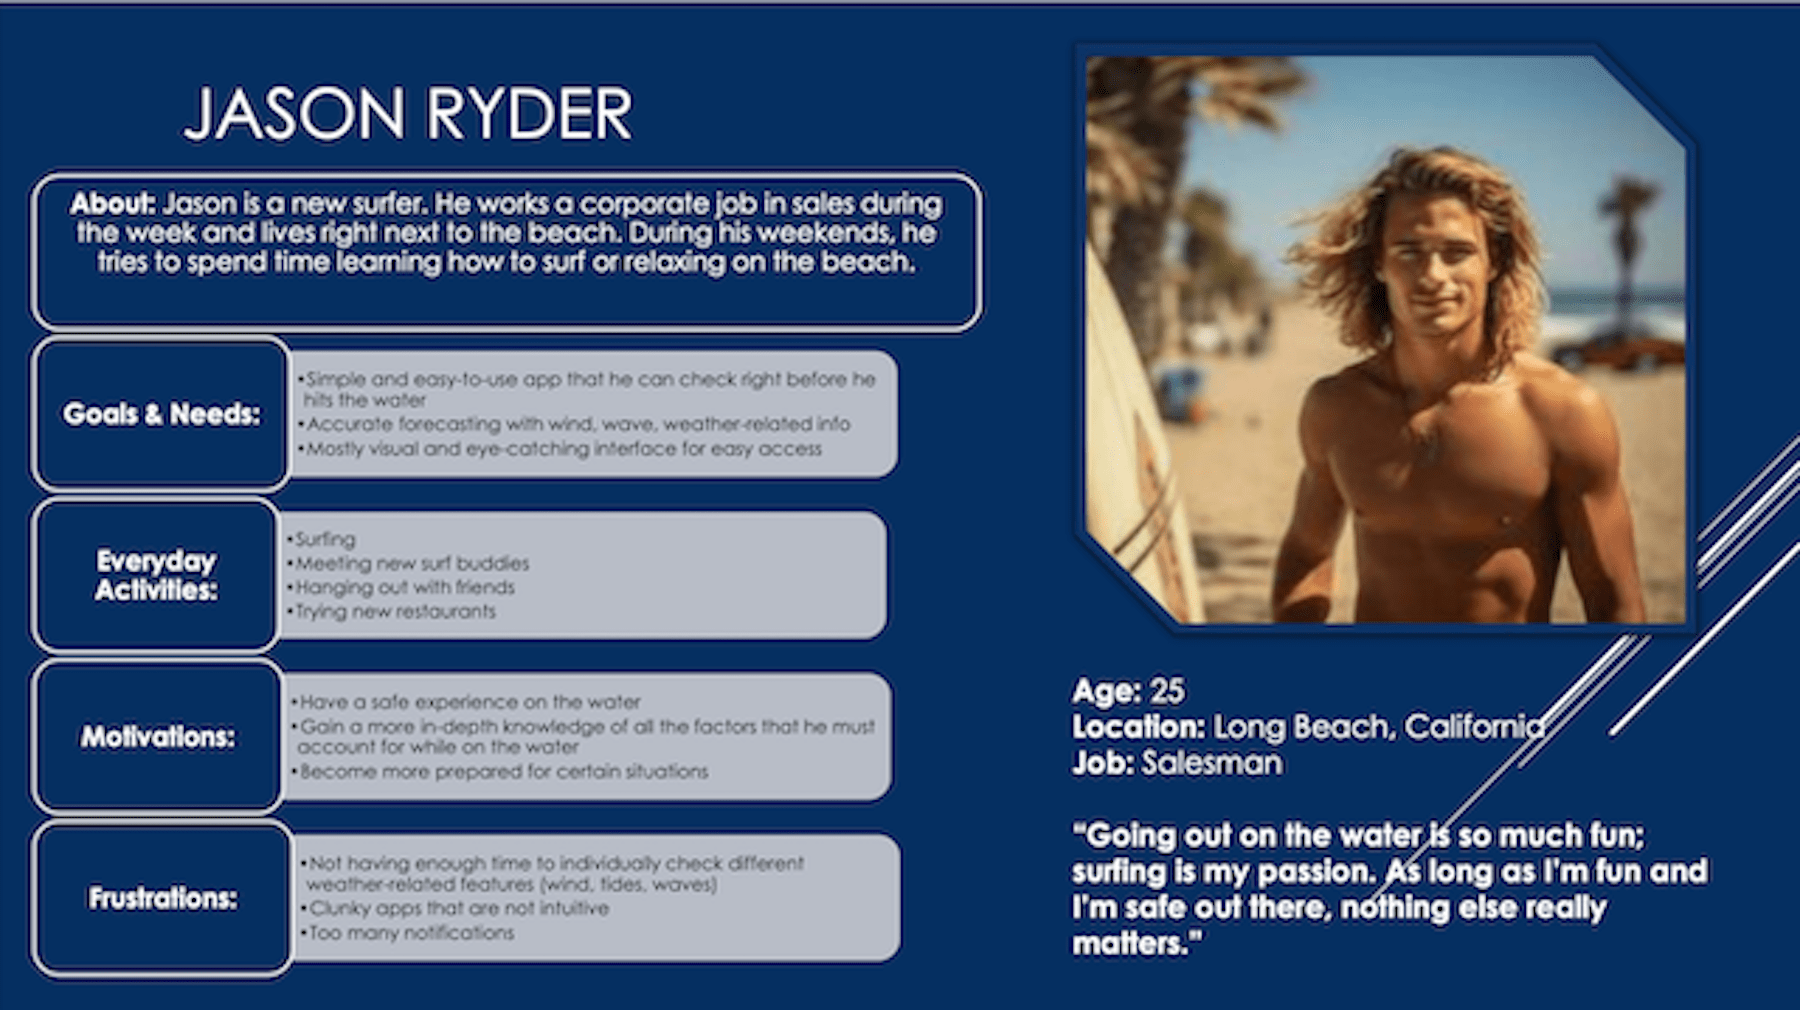 JASON RYDER
About: Jason is a new surfer. He works a corporate job in sales during
the week and lives right next to the beach. During his weekends, he
tries to spend time learning how to surf or relaxing on the beach.
Goals & Needs:
•Simple and easy-to-use app that he can check right before he
hits the water
•Accurate forecasting with wind, wave, weather-related info
•Mostly visual and eye-catching interface for easy access
Everyday
Activities:
•Surfing
•Meeting new surf buddies
•Hanging out with friends
•Trying new restaurants
Motivations:
•Have a safe experience on the water
•Gain a more in-depth knowledge of all the factors that he must
account for while on the water
•Become more prepared for certain situations
Frustrations:
•Not having enough time to individually check different
weather-related features (wind, tides, waves)
•Clunky apps that are not intuitive
•Too many notifications
Age: 25
Location: Long Beach, California
Job: Salesman
"Going out on the water is so much fun;
surfing is my passion. As long as I'm fun and
I'm safe out there, nothing else really
matters."